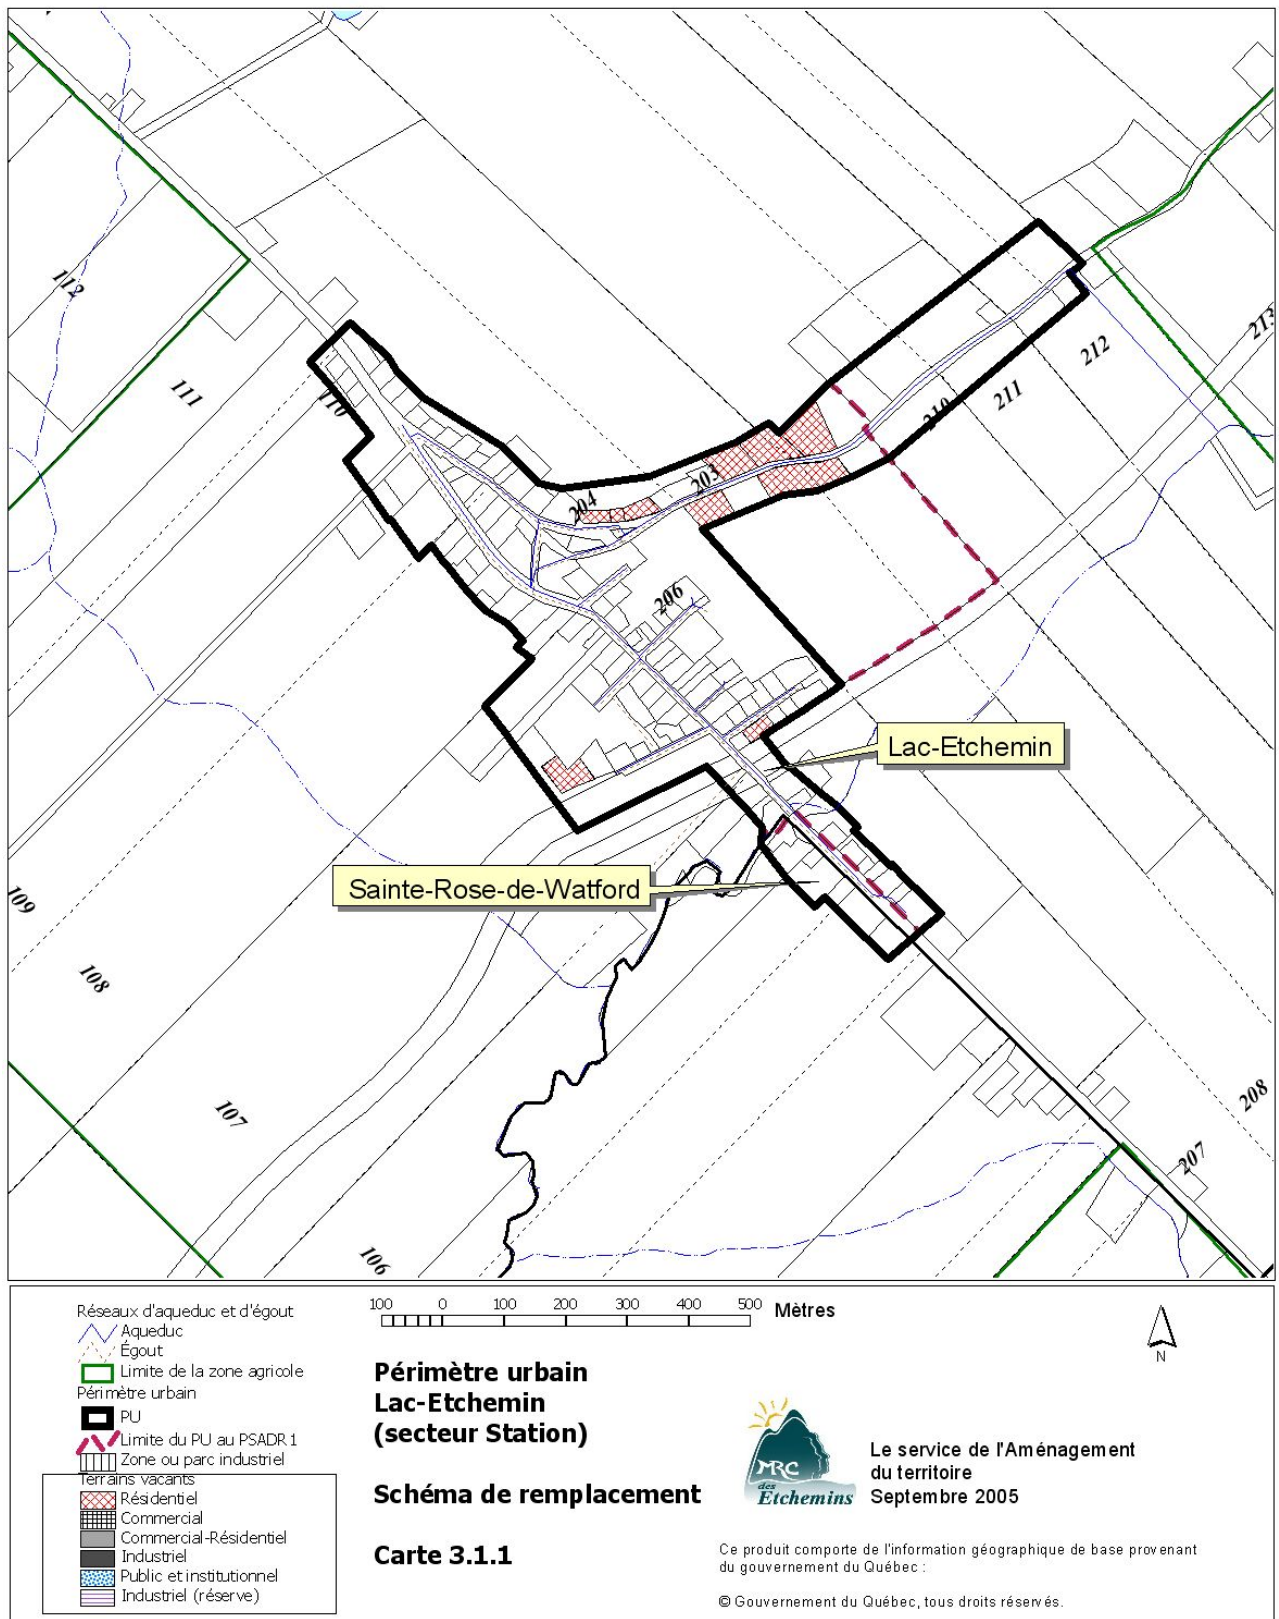 112
111
110
213
212
211
210
203
204
206
Lac-Etchemin
Sainte-Rose-de-Watford
109
108
107
106
208
207
Réseaux d'aqueduc et d'égout
Aqueduc
Égout
Limite de la zone agricole
Périmètre urbain
PU
Limite du PU au PSADR1
Zone ou parc industriel
Terrains vacants
Résidentiel
Commercial
Commercial-Résidentiel
Industriel
Public et institutionnel
Industriel (réserve)
100 0 100 200 300 400 500 Mètres
Périmètre urbain
Lac-Etchemin
(secteur Station)
Schéma de remplacement
Carte 3.1.1
N
MRC
des
Etchemins
Le service de l'Aménagement
du territoire
Septembre 2005
Ce produit comporte de l'information géographique de base provenant
du gouvernement du Québec :
© Gouvernement du Québec, tous droits réservés.